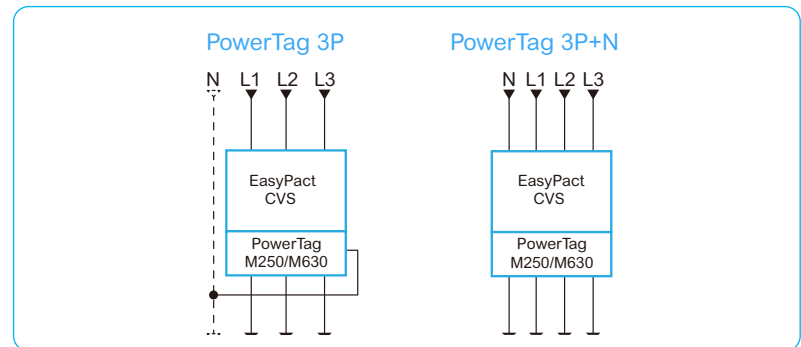 PowerTag 3P
N L1 L2 L3
EasyPact
CVS
PowerTag
M250/M630
PowerTag 3P+N
N L1 L2 L3
EasyPact
CVS
PowerTag
M250/M630